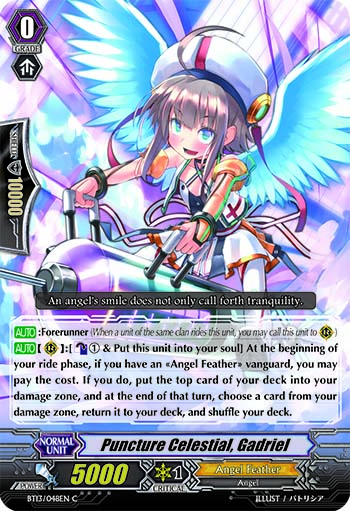 0
GRADE
SHIELD
10000
An angel's smile does not only call forth tranquility.
AUTO :Forerunner (When a unit of the same clan rides this unit, you may call this unit to )
AUTO [ ]:[ ① & Put this unit into your soul] At the beginning of
your ride phase, if you have an «Angel Feather» vanguard, you may
pay the cost. If you do, put the top card of your deck into your
damage zone, and at the end of that turn, choose a card from your
damage zone, return it to your deck, and shuffle your deck.
NORMAL
UNIT
Puncture Celestial, Gadriel
POWER
5000
1
CRITICAL
Angel Feather
Angel
BT13/048EN C
ILLUST / パトリシア